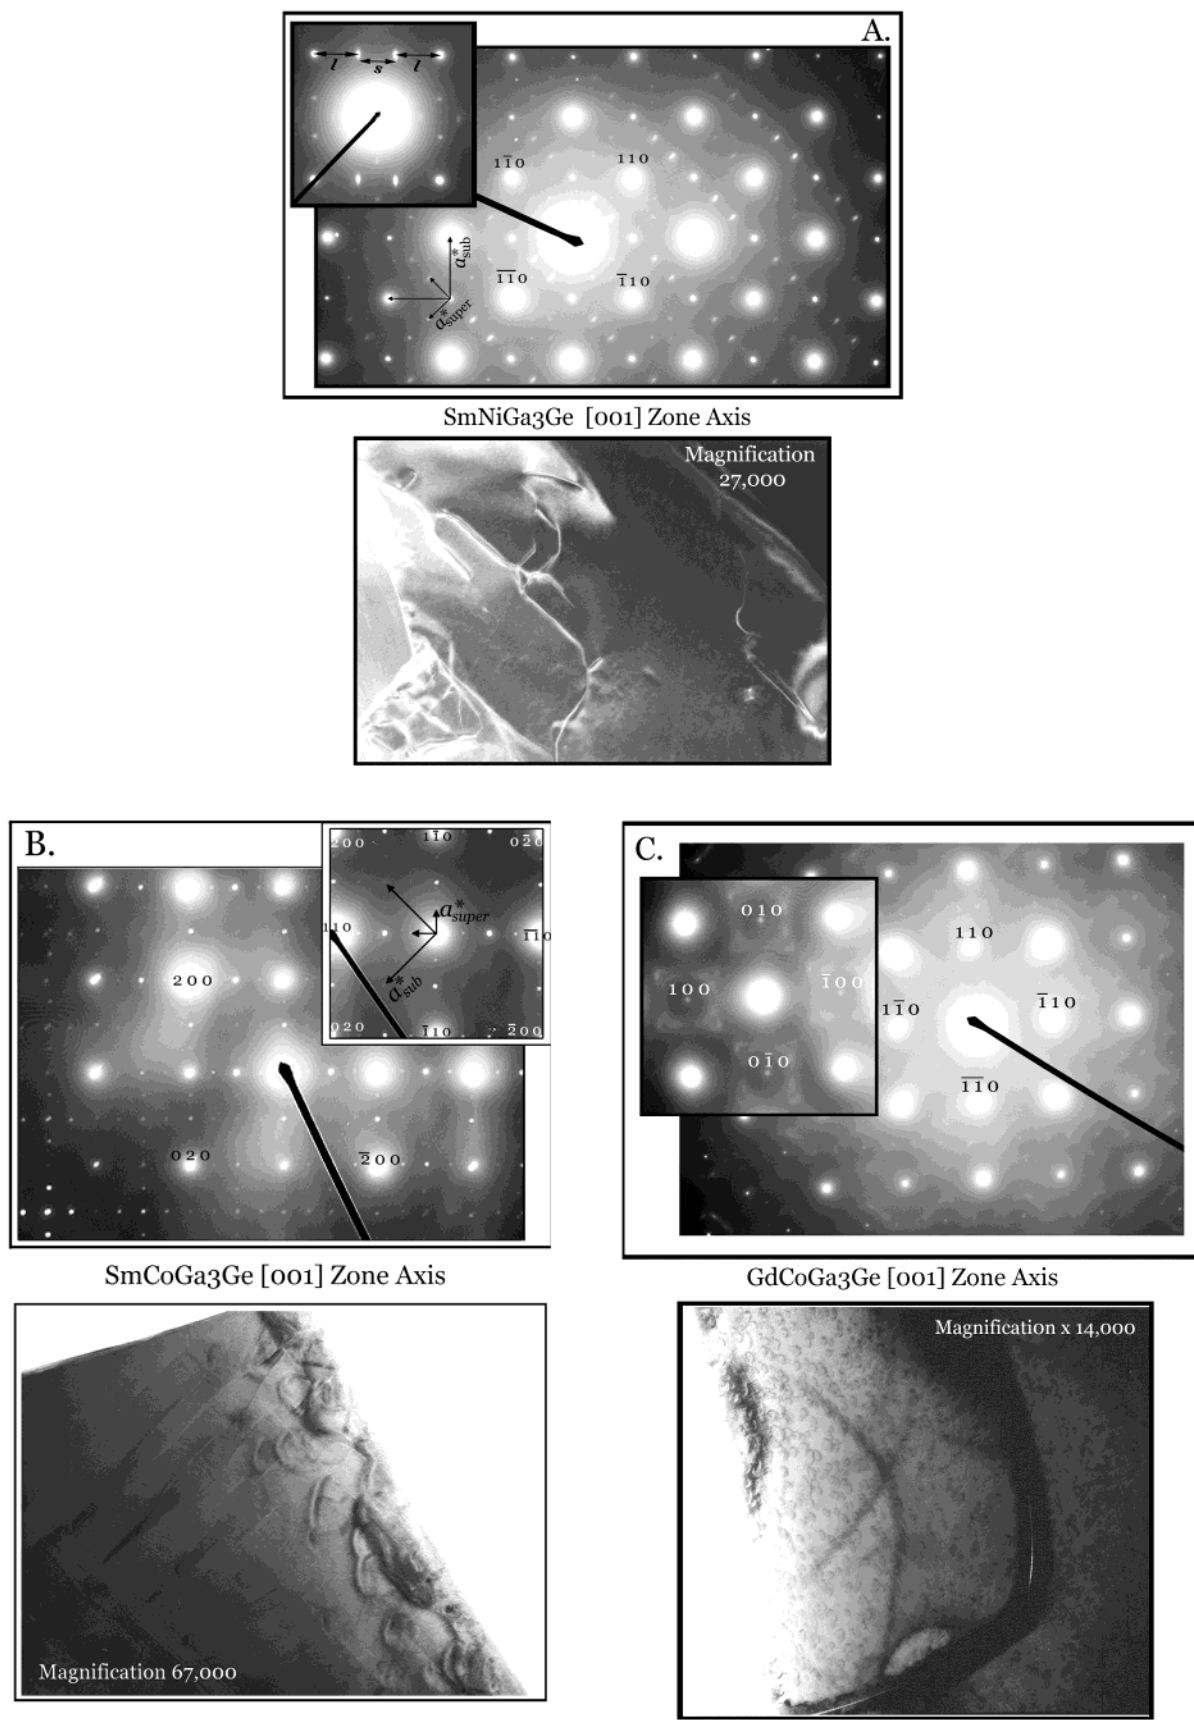 A.
l s l
1̅10
110
a*sub
1̅1̅0
1̅10
a*super
SmNiGa3Ge [001] Zone Axis
Magnification
27,000
B.
200
11̅0
02̅0
a*super
110
1̅1̅0
a*sub
020
1̅10
2̅00
200
020
2̅00
SmCoGa3Ge [001] Zone Axis
Magnification 67,000
C.
010
110
100
1̅00
11̅0
1̅10
01̅0
1̅1̅0
GdCoGa3Ge [001] Zone Axis
Magnification x 14,000